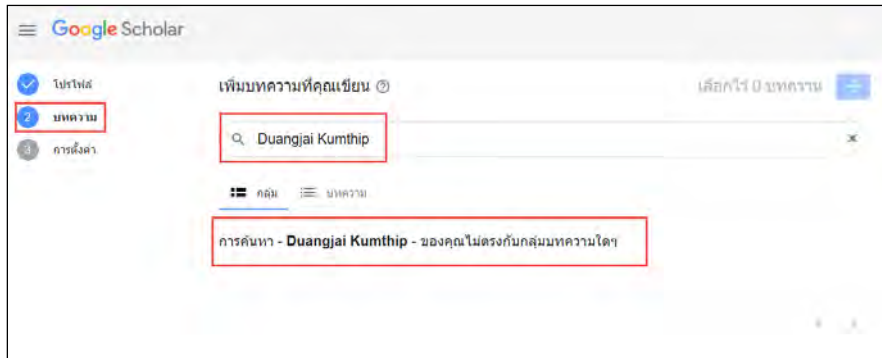 Google Scholar
โปรไฟล์
เพิ่มบทความที่คุณเขียน
เลือกไว้ 0 บทความ
2 บทความ
Duangjai Kumthip
3 การตั้งค่า
กลุ่ม บทความ
การค้นหา - Duangjai Kumthip - ของคุณไม่ตรงกับกลุ่มบทความใดๆ